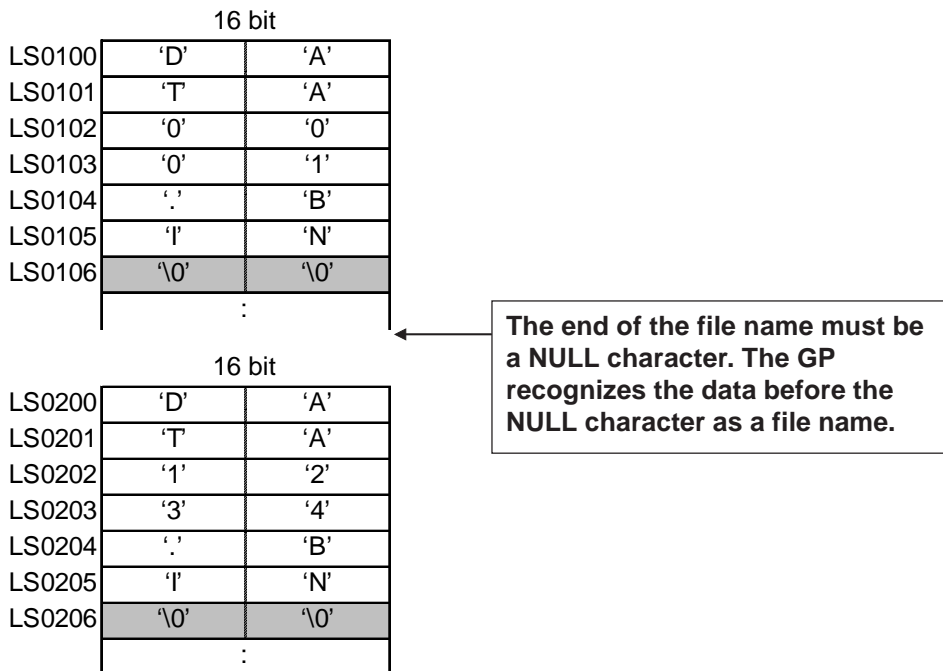 16 bit
LS0100 ‘D’ ‘A’
LS0101 ‘T’ ‘A’
LS0102 ‘0’ ‘0’
LS0103 ‘0’ ‘1’
LS0104 ‘.’ ‘B’
LS0105 ‘I’ ‘N’
LS0106 ‘\0’ ‘\0’
:
The end of the file name must be
a NULL character. The GP
recognizes the data before the
NULL character as a file name.
16 bit
LS0200 ‘D’ ‘A’
LS0201 ‘T’ ‘A’
LS0202 ‘1’ ‘2’
LS0203 ‘3’ ‘4’
LS0204 ‘.’ ‘B’
LS0205 ‘I’ ‘N’
LS0206 ‘\0’ ‘\0’
: